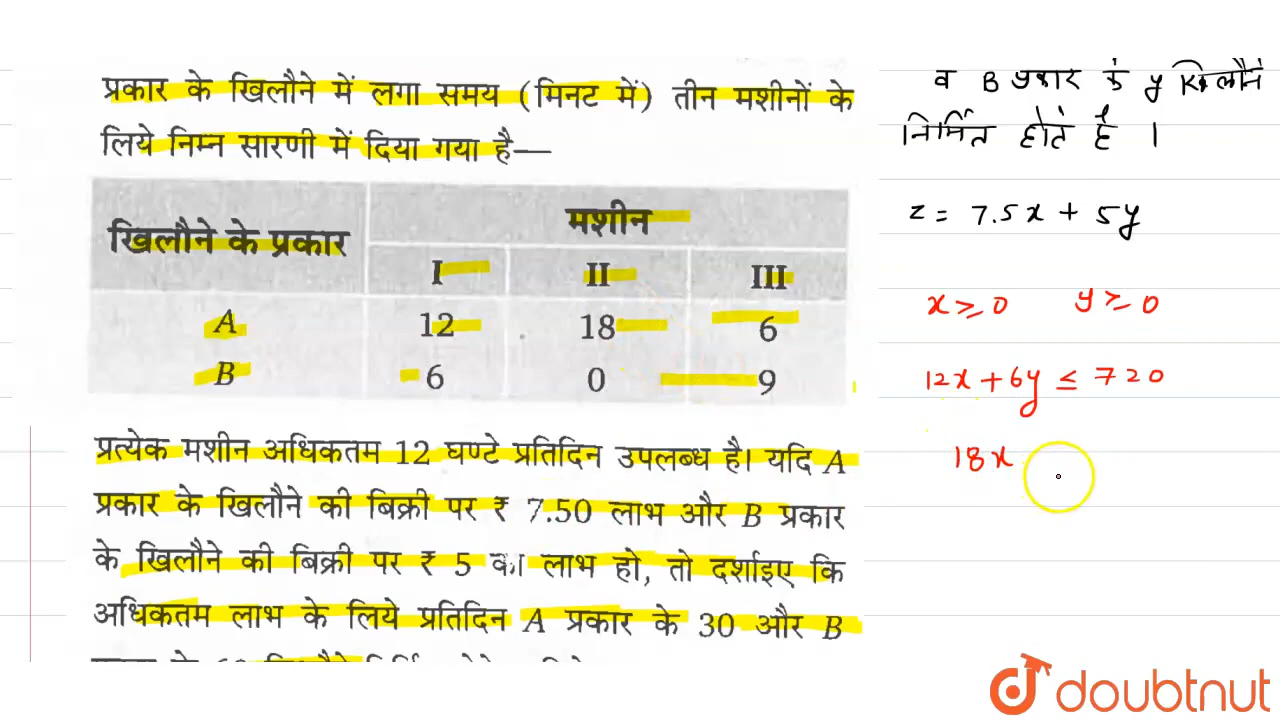 प्रकार के खिलौने में लगा समय (मिनट में) तीन मशीनों के
लिये निम्न सारणी में दिया गया है—
खिलौने के प्रकार
मशीन
I II III
A 12 18 6
B 6 0 9
प्रत्येक मशीन अधिकतम 12 घण्टे प्रतिदिन उपलब्ध है। यदि A
प्रकार के खिलौने की बिक्री पर ₹ 7.50 लाभ और B प्रकार
के खिलौने की बिक्री पर ₹ 5 का लाभ हो, तो दर्शाइए कि
अधिकतम लाभ के लिये प्रतिदिन A प्रकार के 30 और B
व B प्रकार के y खिलौने
निर्मित होते है ।
z = 7.5x + 5y
x ≥ 0 y ≥ 0
12x + 6y ≤ 720
18x
doubtnut